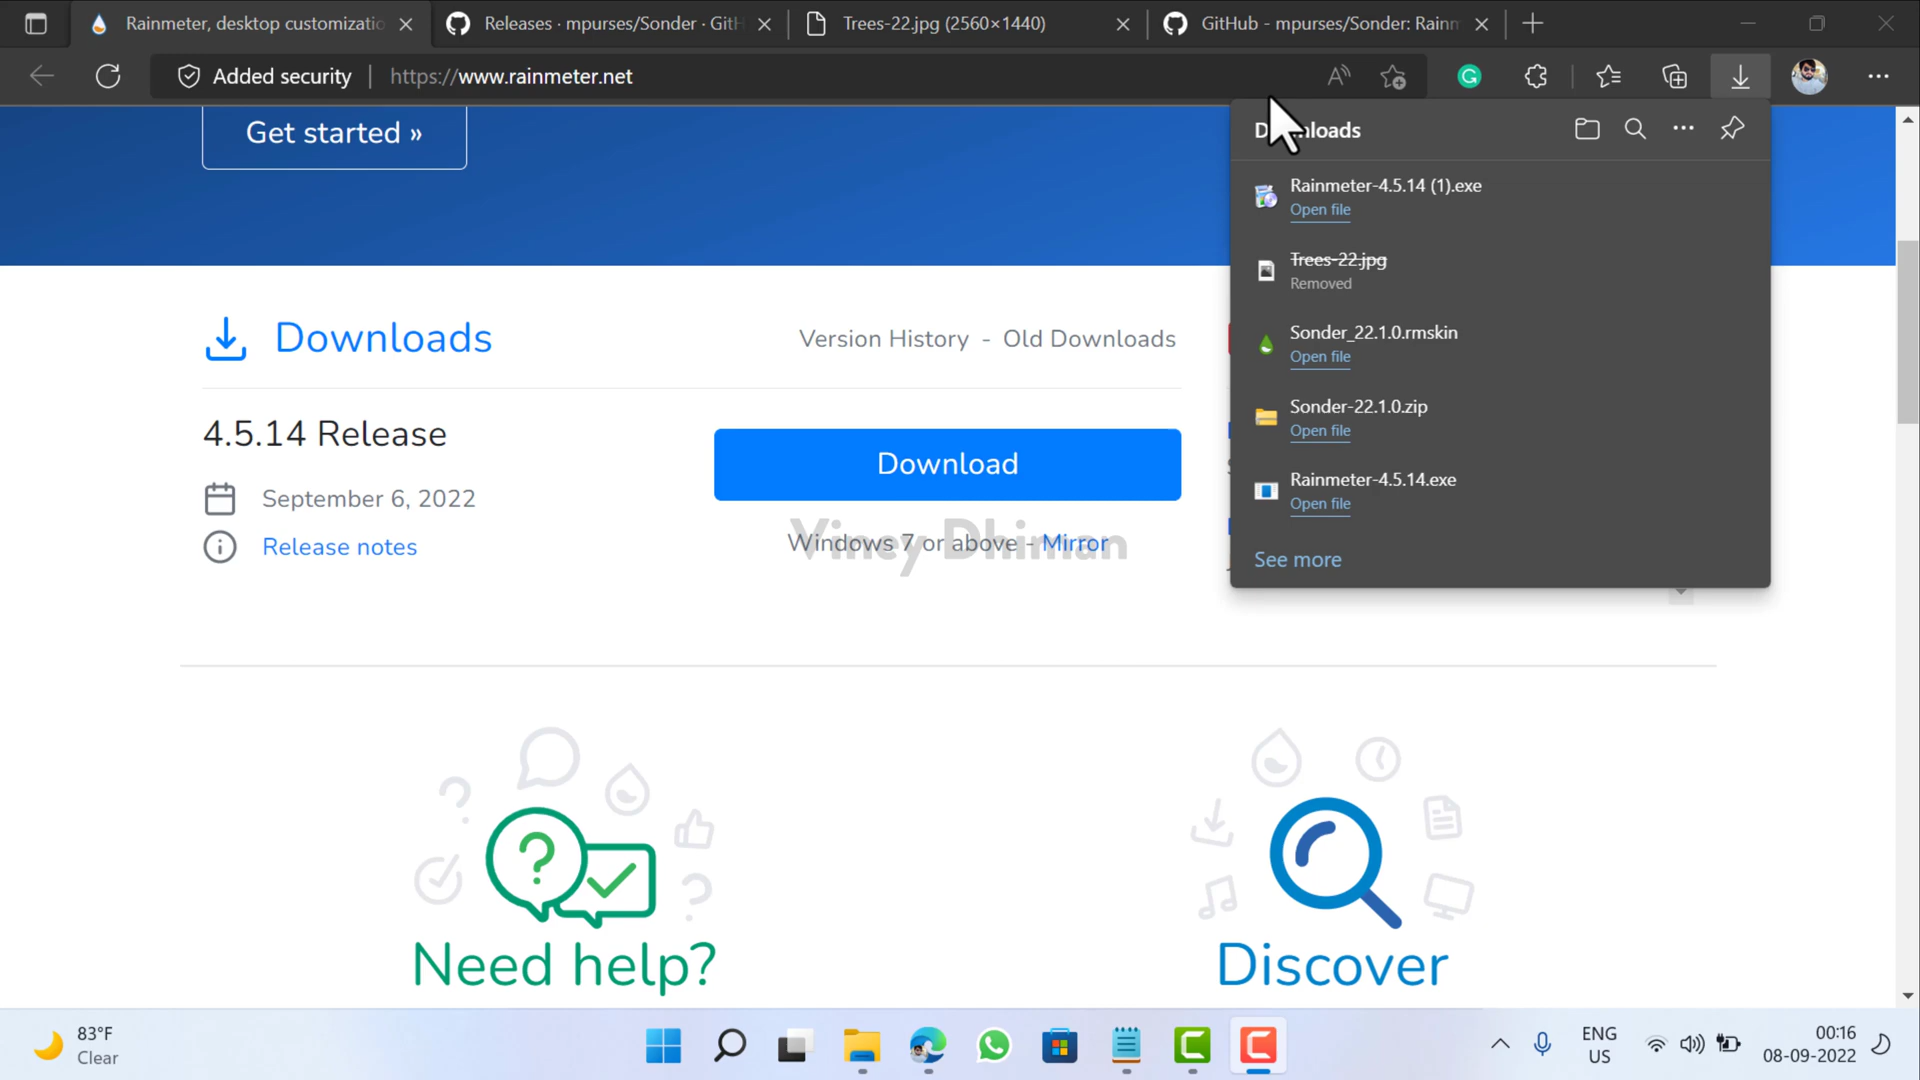 Rainmeter, desktop customizatio
Releases · mpurses/Sonder · GitH
Trees-22.jpg (2560×1440)
GitHub - mpurses/Sonder: Rainm
Added security
https://www.rainmeter.net
Get started »
Downloads
Rainmeter-4.5.14 (1).exe
Open file
Trees-22.jpg
Removed
Sonder_22.1.0.rmskin
Open file
Sonder-22.1.0.zip
Open file
Rainmeter-4.5.14.exe
Open file
See more
Downloads
Version History - Old Downloads
4.5.14 Release
September 6, 2022
Release notes
Download
Windows 7 or above - Mirror
Viney Dhiman
Need help?
Discover
83°F
Clear
ENG
US
00:16
08-09-2022